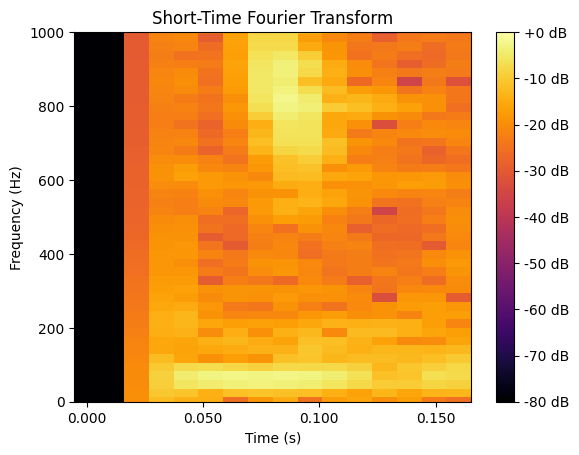 Short-Time Fourier Transform
1000
800
600
400
200
0
Frequency (Hz)
0.000
0.050
0.100
0.150
Time (s)
+0 dB
-10 dB
-20 dB
-30 dB
-40 dB
-50 dB
-60 dB
-70 dB
-80 dB